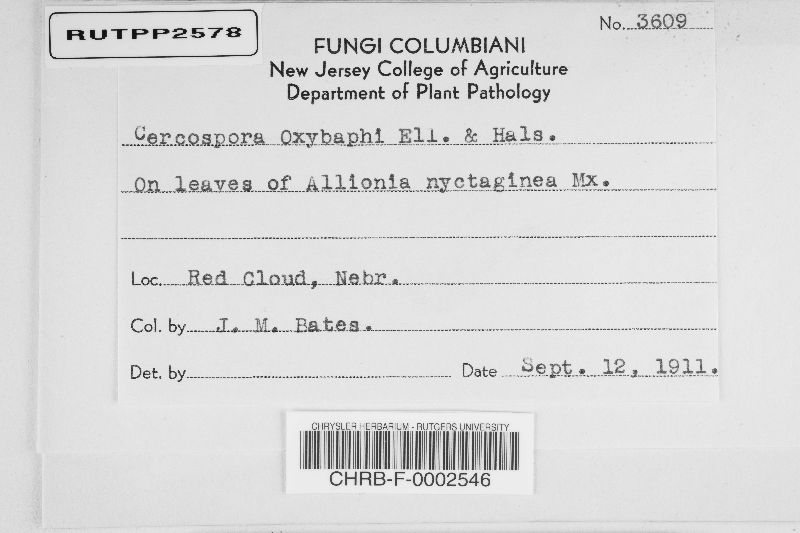 RUTPP2578
No. 3609
FUNGI COLUMBIANI
New Jersey College of Agriculture
Department of Plant Pathology
Cercospora Oxybaphi Ell. & Hals.
On leaves of Allionia nyctaginea Mx.
Loc. Red Cloud, Nebr.
Col. by J. M. Bates.
Det. by
Date Sept. 12, 1911.
CHRYSLER HERBARIUM - RUTGERS UNIVERSITY
CHRB-F-0002546